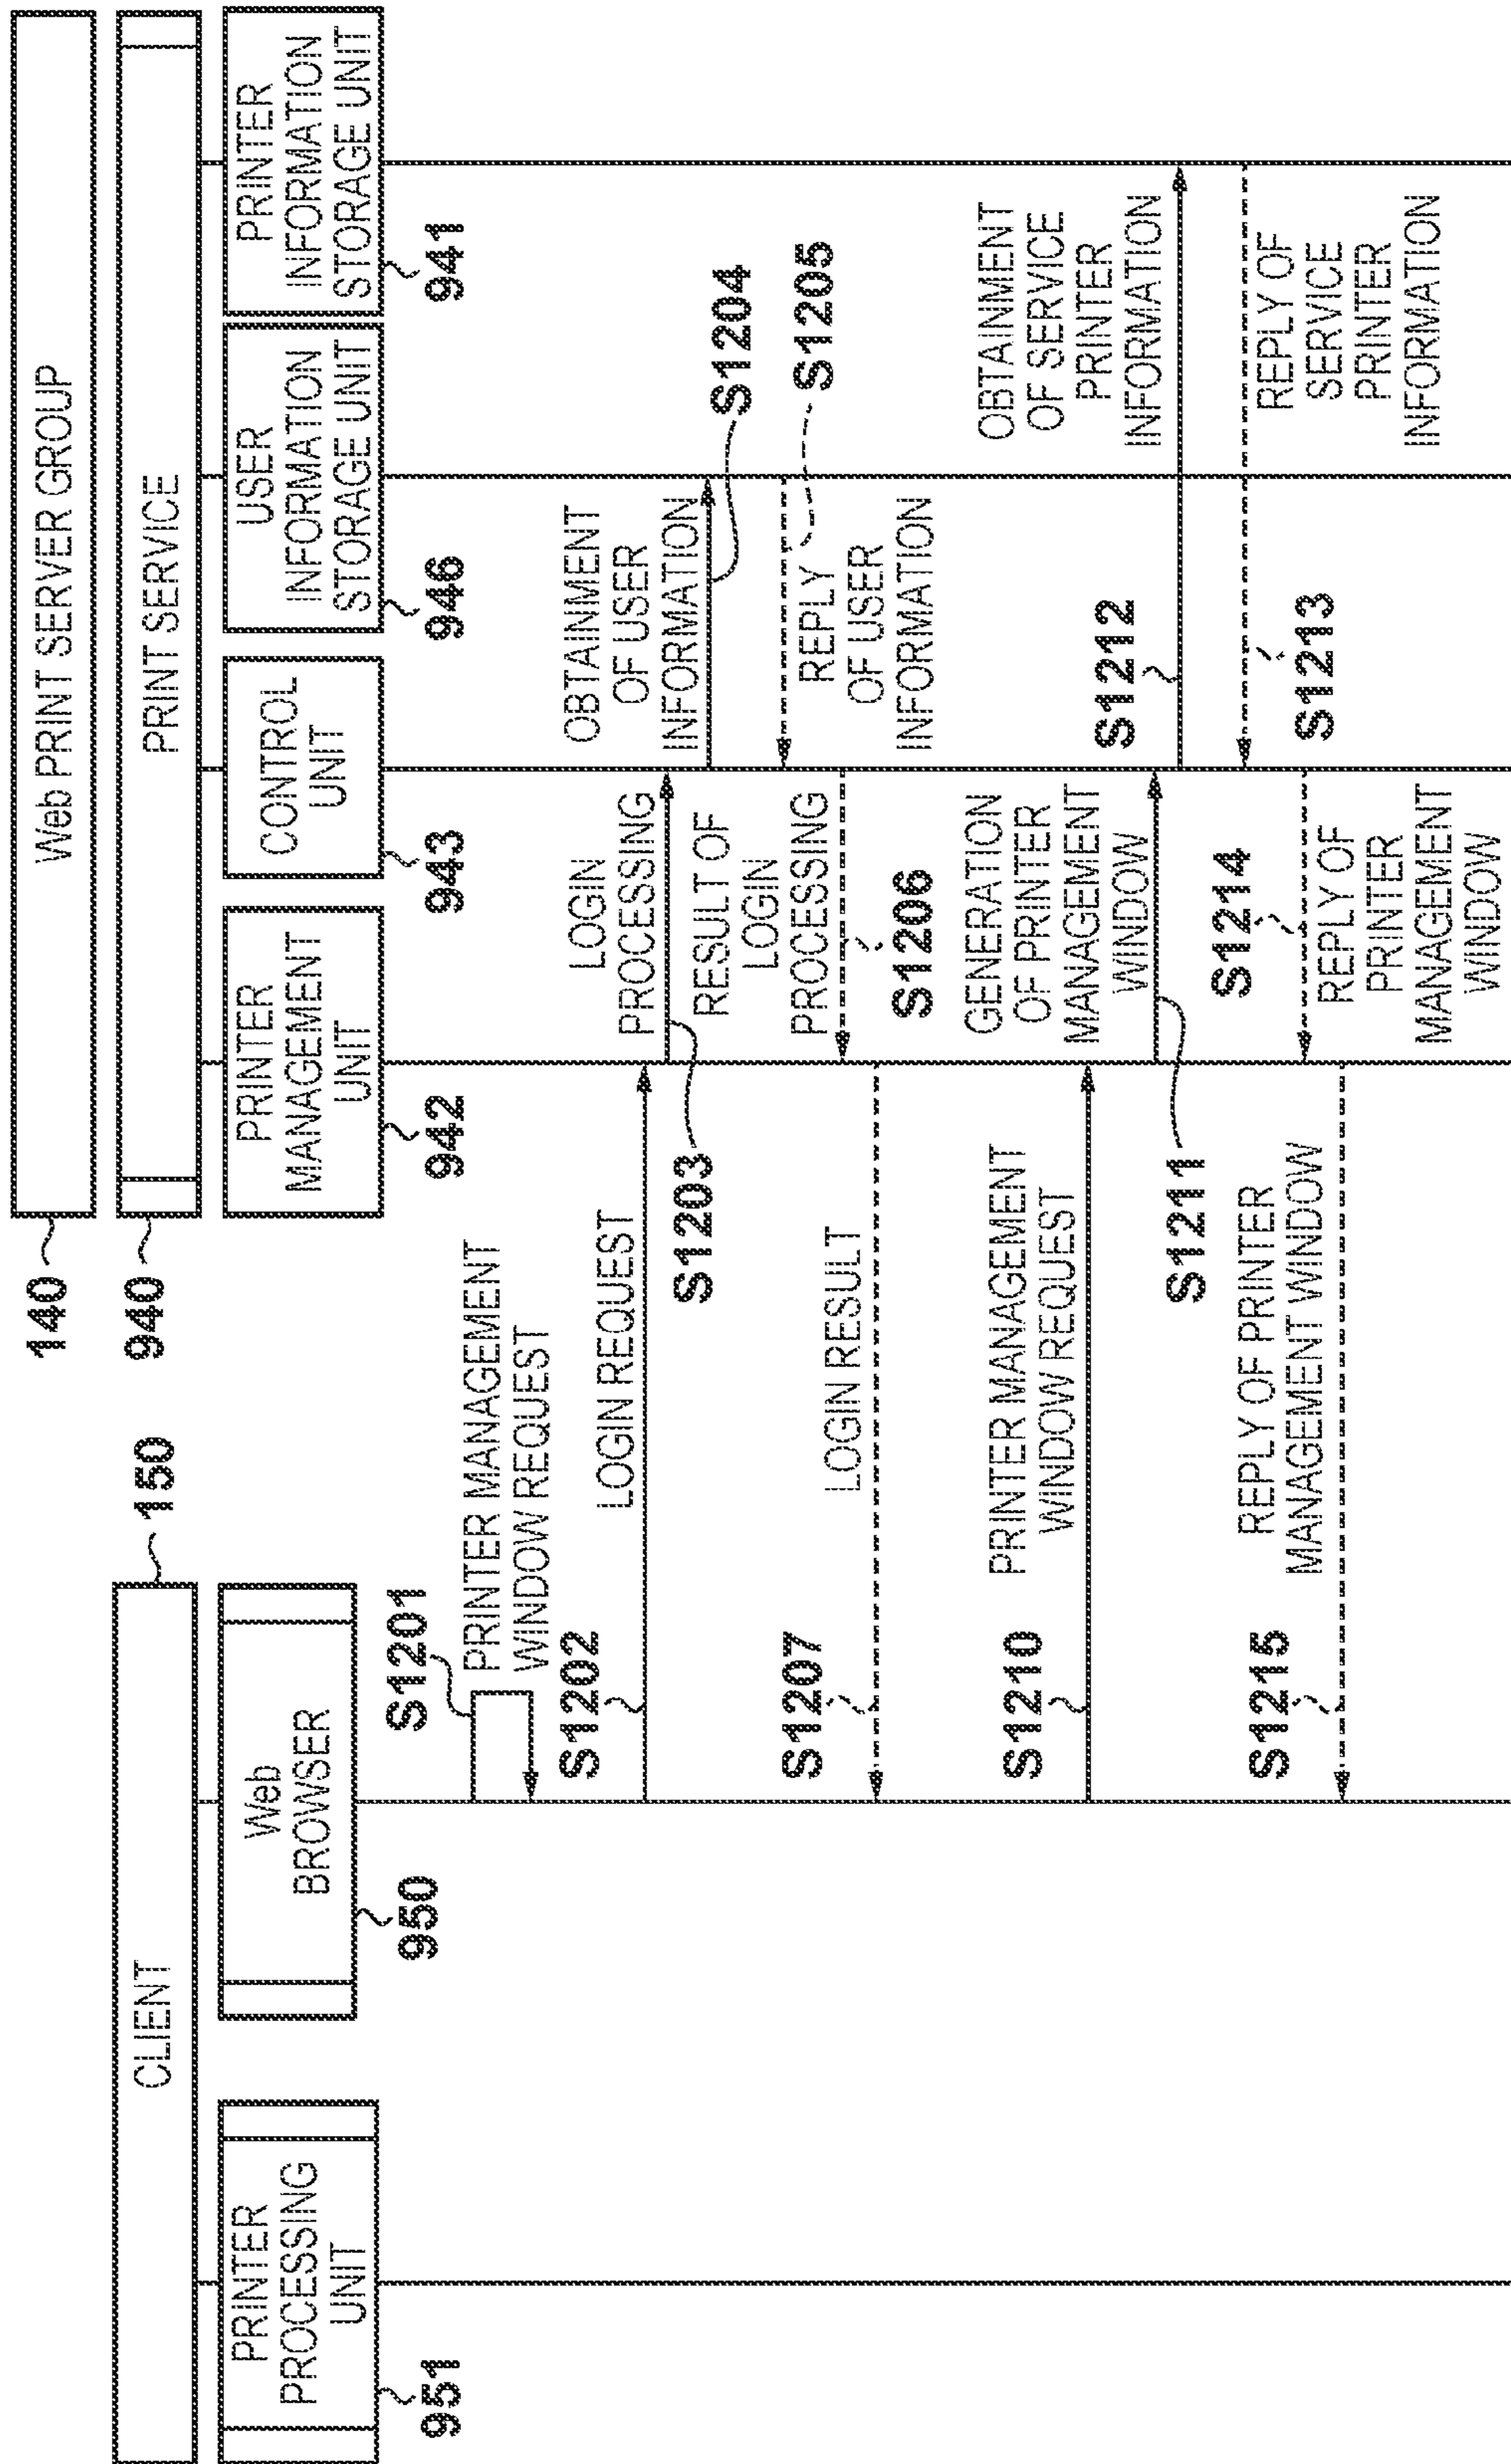 140
Web PRINT SERVER GROUP
150
CLIENT
940
PRINT SERVICE
PRINTER
PROCESSING
UNIT
951
Web
BROWSER
950
PRINTER
MANAGEMENT
UNIT
942
CONTROL
UNIT
943
USER
INFORMATION
STORAGE UNIT
946
PRINTER
INFORMATION
STORAGE UNIT
941
S1201
PRINTER MANAGEMENT
WINDOW REQUEST
S1202
LOGIN REQUEST
S1203
LOGIN
PROCESSING
OBTAINMENT
OF USER
INFORMATION
S1204
S1205
REPLY
OF USER
INFORMATION
RESULT OF
LOGIN
PROCESSING
S1206
S1207
LOGIN RESULT
S1210
PRINTER MANAGEMENT
WINDOW REQUEST
S1211
GENERATION
OF PRINTER
MANAGEMENT
WINDOW
S1212
OBTAINMENT
OF SERVICE
PRINTER
INFORMATION
S1213
REPLY OF
SERVICE
PRINTER
INFORMATION
S1214
REPLY OF
PRINTER
MANAGEMENT
WINDOW
S1215
REPLY OF PRINTER
MANAGEMENT WINDOW